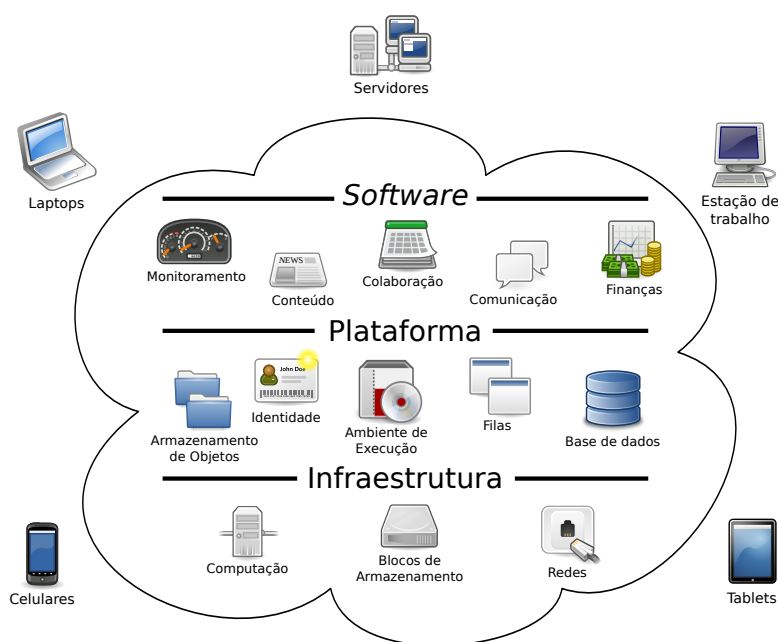 Servidores
Laptops
Estação de
trabalho
Software
Monitoramento
NEWS
Conteúdo
Colaboração
Comunicação
Finanças
Plataforma
Armazenamento
de Objetos
John Doe
Identidade
Ambiente de
Execução
Filas
Base de dados
Infraestrutura
Computação
Blocos de
Armazenamento
Redes
Celulares
Tablets